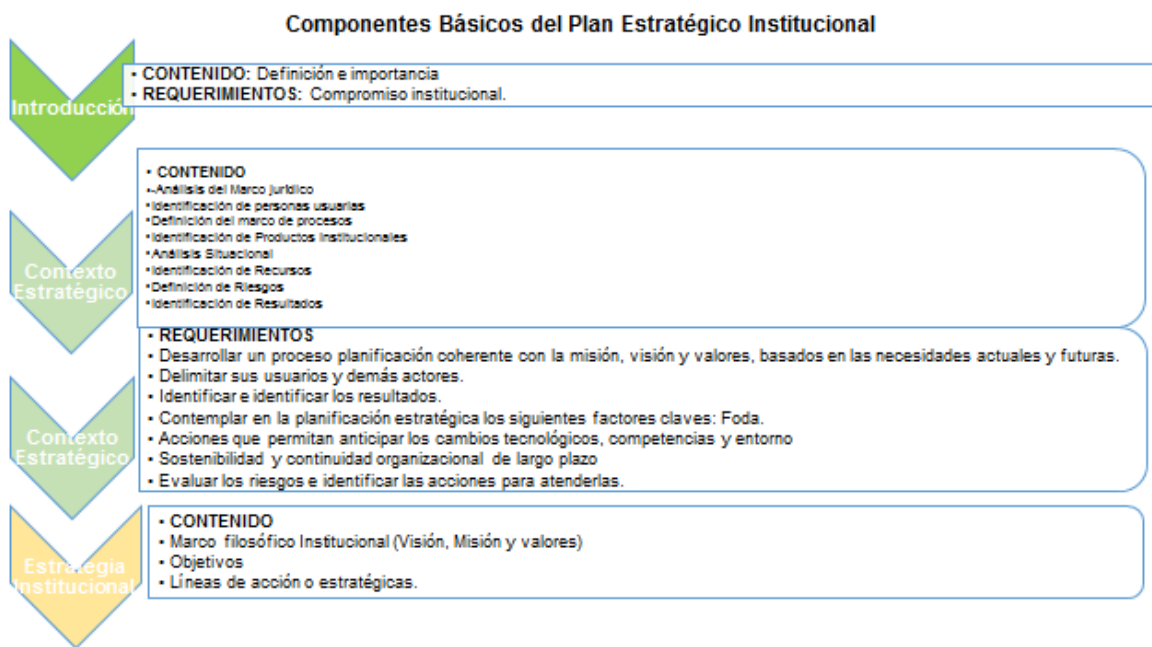 Componentes Básicos del Plan Estratégico Institucional
Introducción
• CONTENIDO: Definición e importancia
• REQUERIMIENTOS: Compromiso institucional.
Contexto
Estratégico
• CONTENIDO
•-Análisis del Marco jurídico
•Identificación de personas usuarias
•Definición del marco de procesos
•Identificación de Productos Institucionales
•Análisis Situacional
•Identificación de Recursos
•Definición de Riesgos
•Identificación de Resultados
Contexto
Estratégico
• REQUERIMIENTOS
• Desarrollar un proceso planificación coherente con la misión, visión y valores, basados en las necesidades actuales y futuras.
• Delimitar sus usuarios y demás actores.
• Identificar e identificar los resultados.
• Contemplar en la planificación estratégica los siguientes factores claves: Foda.
• Acciones que permitan anticipar los cambios tecnológicos, competencias y entorno
• Sostenibilidad y continuidad organizacional de largo plazo
• Evaluar los riesgos e identificar las acciones para atenderlas.
Estrategia
Institucional
• CONTENIDO
• Marco filosófico Institucional (Visión, Misión y valores)
• Objetivos
• Líneas de acción o estratégicas.